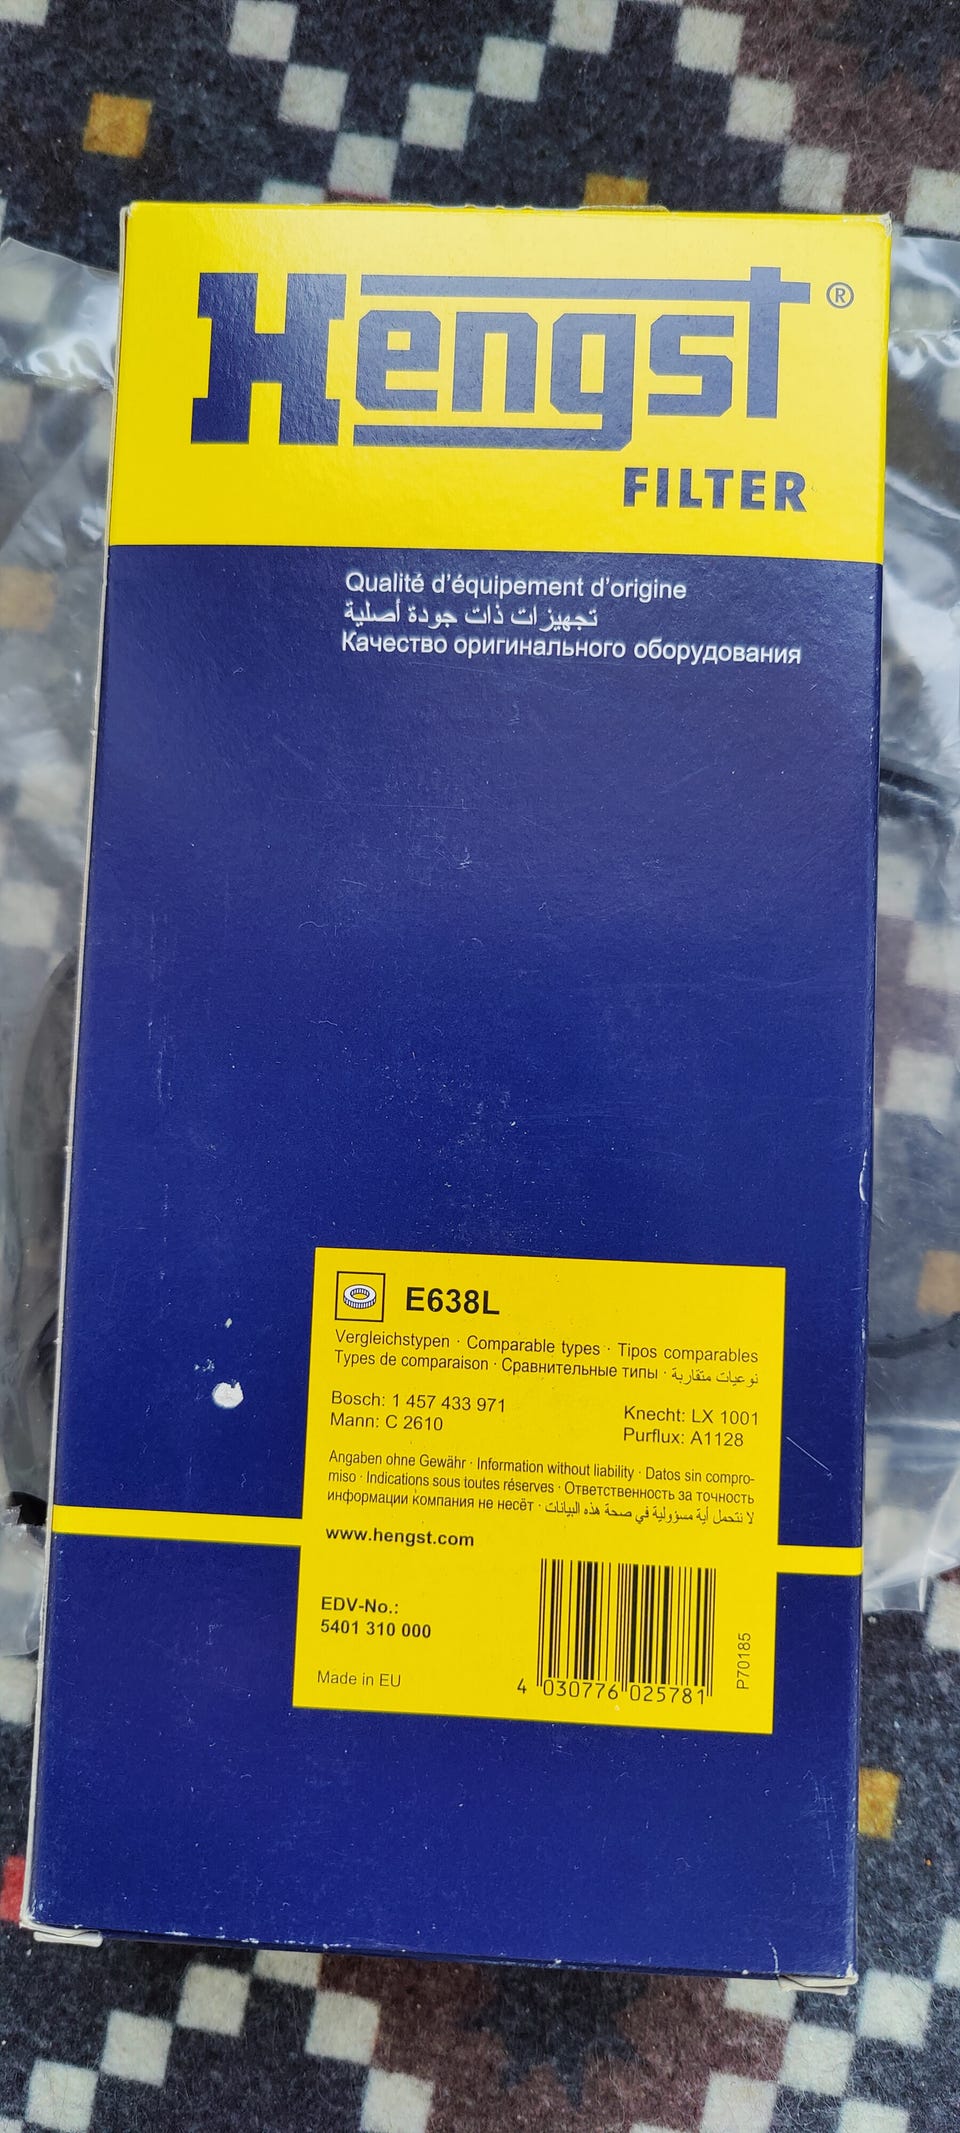 Hengst®
FILTER
Qualité d'équipement d'origine
تجهيزات ذات جودة أصلية
Качество оригинального оборудования
E638L
Vergleichstypen · Comparable types · Tipos comparables
Types de comparaison · Сравнительные типы · نوعيات متقاربة
Bosch: 1 457 433 971
Mann: C 2610
Knecht: LX 1001
Purflux: A1128
Angaben ohne Gewähr · Information without liability · Datos sin compro-
miso · Indications sous toutes réserves · Ответственность за точность
информации компания не несёт · لا نتحمل أية مسؤولية في صحة هذه البيانات
www.hengst.com
EDV-No.:
5401 310 000
Made in EU
4 030776 025781
P70185